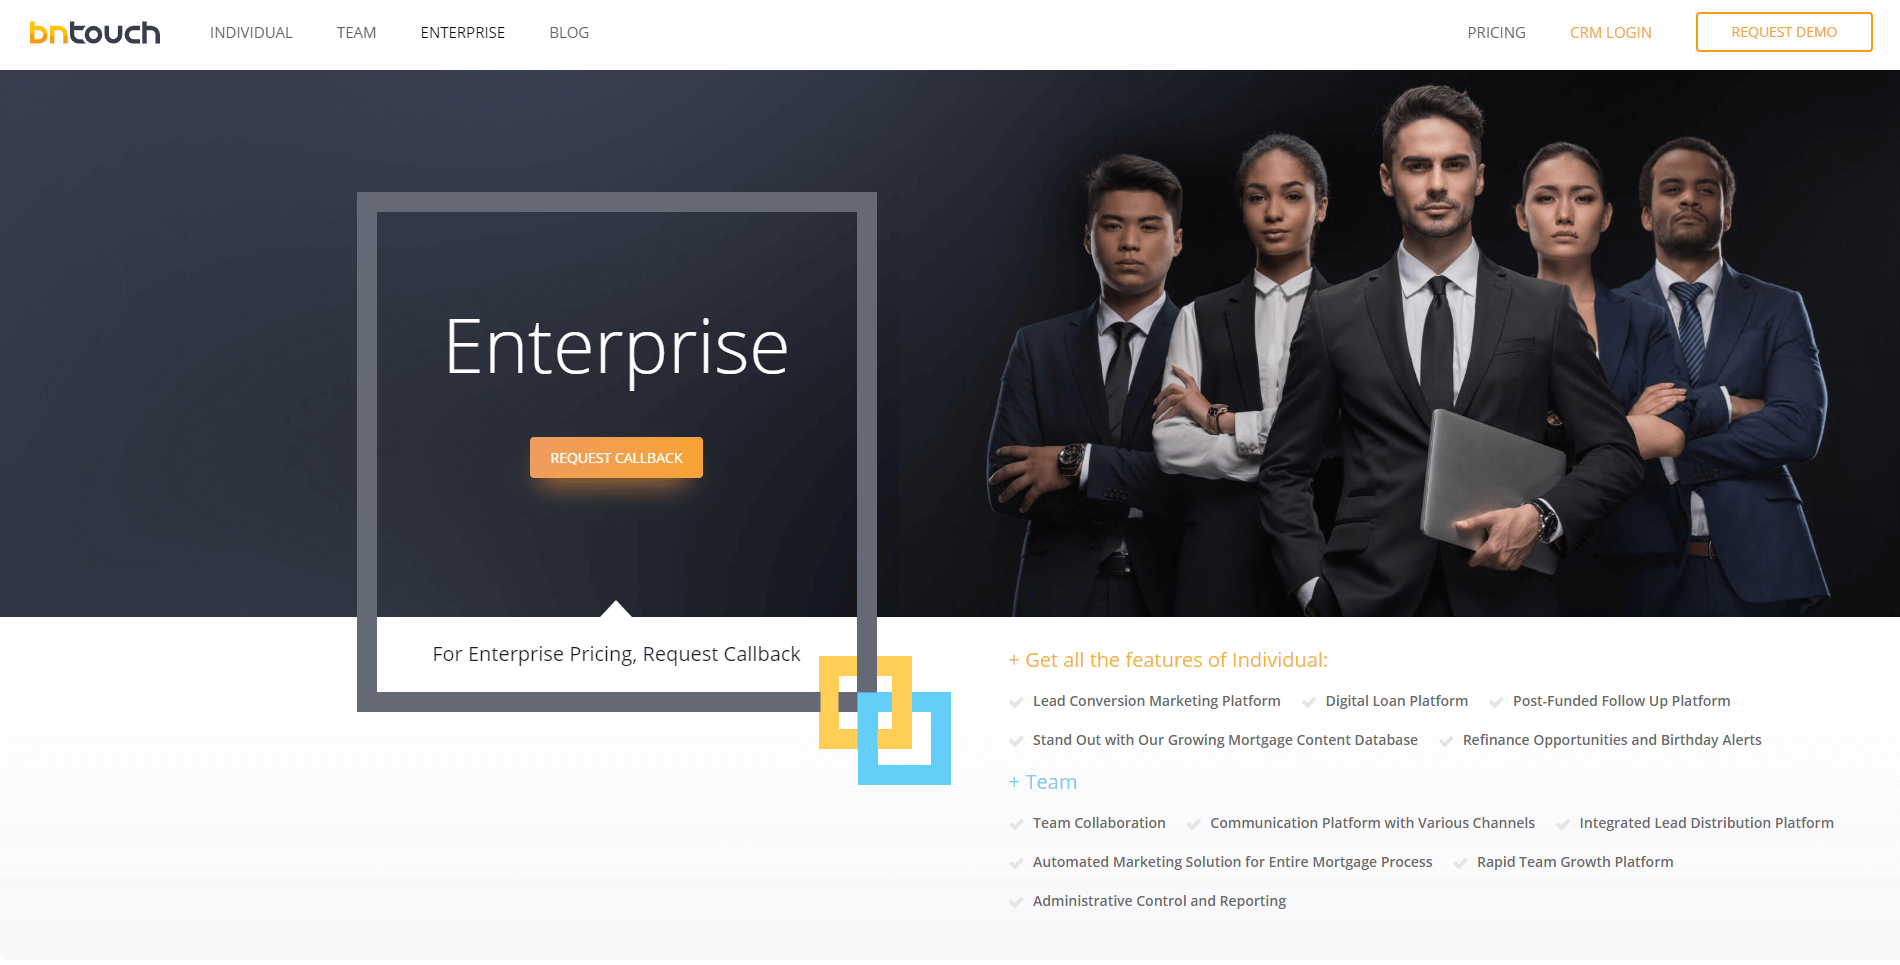 bntouch INDIVIDUAL TEAM ENTERPRISE BLOG PRICING CRM LOGIN REQUEST DEMO
Enterprise
REQUEST CALLBACK
For Enterprise Pricing, Request Callback
+ Get all the features of Individual:
Lead Conversion Marketing Platform Digital Loan Platform Post-Funded Follow Up Platform
Stand Out with Our Growing Mortgage Content Database Refinance Opportunities and Birthday Alerts
+ Team
Team Collaboration Communication Platform with Various Channels Integrated Lead Distribution Platform
Automated Marketing Solution for Entire Mortgage Process Rapid Team Growth Platform
Administrative Control and Reporting